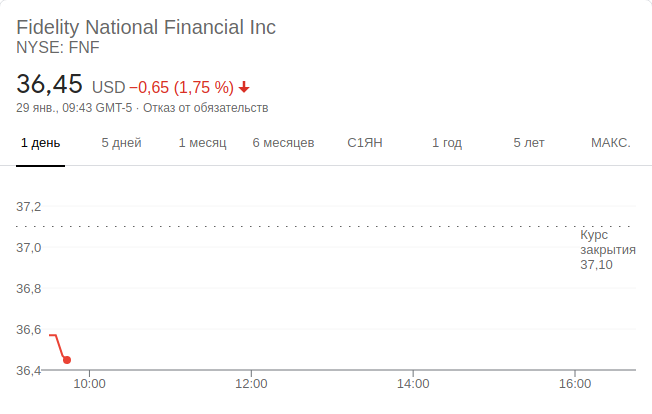 Fidelity National Financial Inc
NYSE: FNF
36,45 USD −0,65 (1,75 %)
29 янв., 09:43 GMT-5 · Отказ от обязательств
1 день 5 дней 1 месяц 6 месяцев С1ЯН 1 год 5 лет МАКС.
37,2
Курс
37,0
закрытия
37,10
36,8
36,6
36,4
10:00 12:00 14:00 16:00